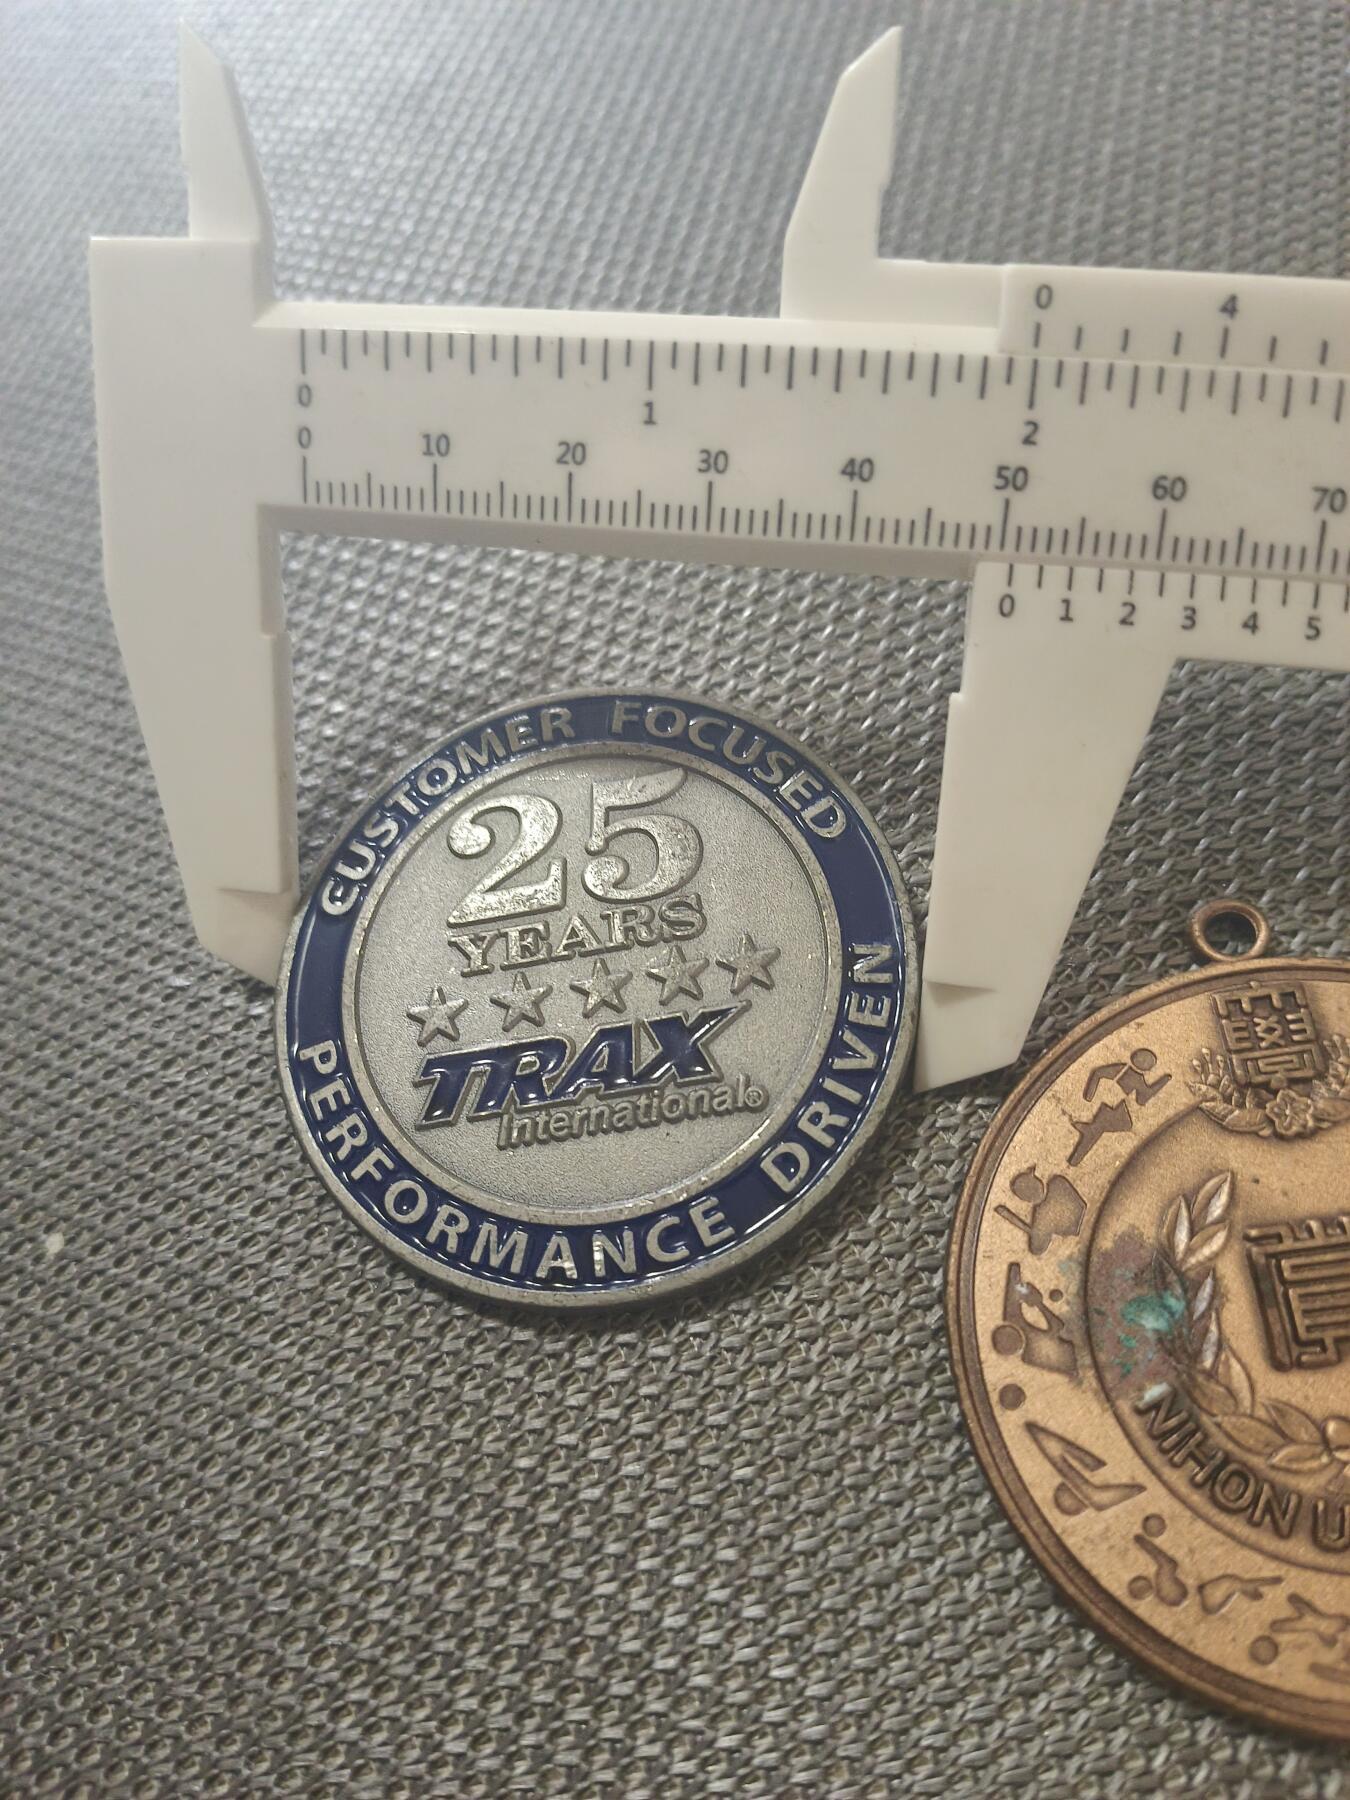 0 4
0 1 2
0 10 20 30 40 50 60 70
0 1 2 3 4 5
CUSTOMER FOCUSED
25
YEARS
TRAX
International®
PERFORMANCE DRIVEN
NIHON U